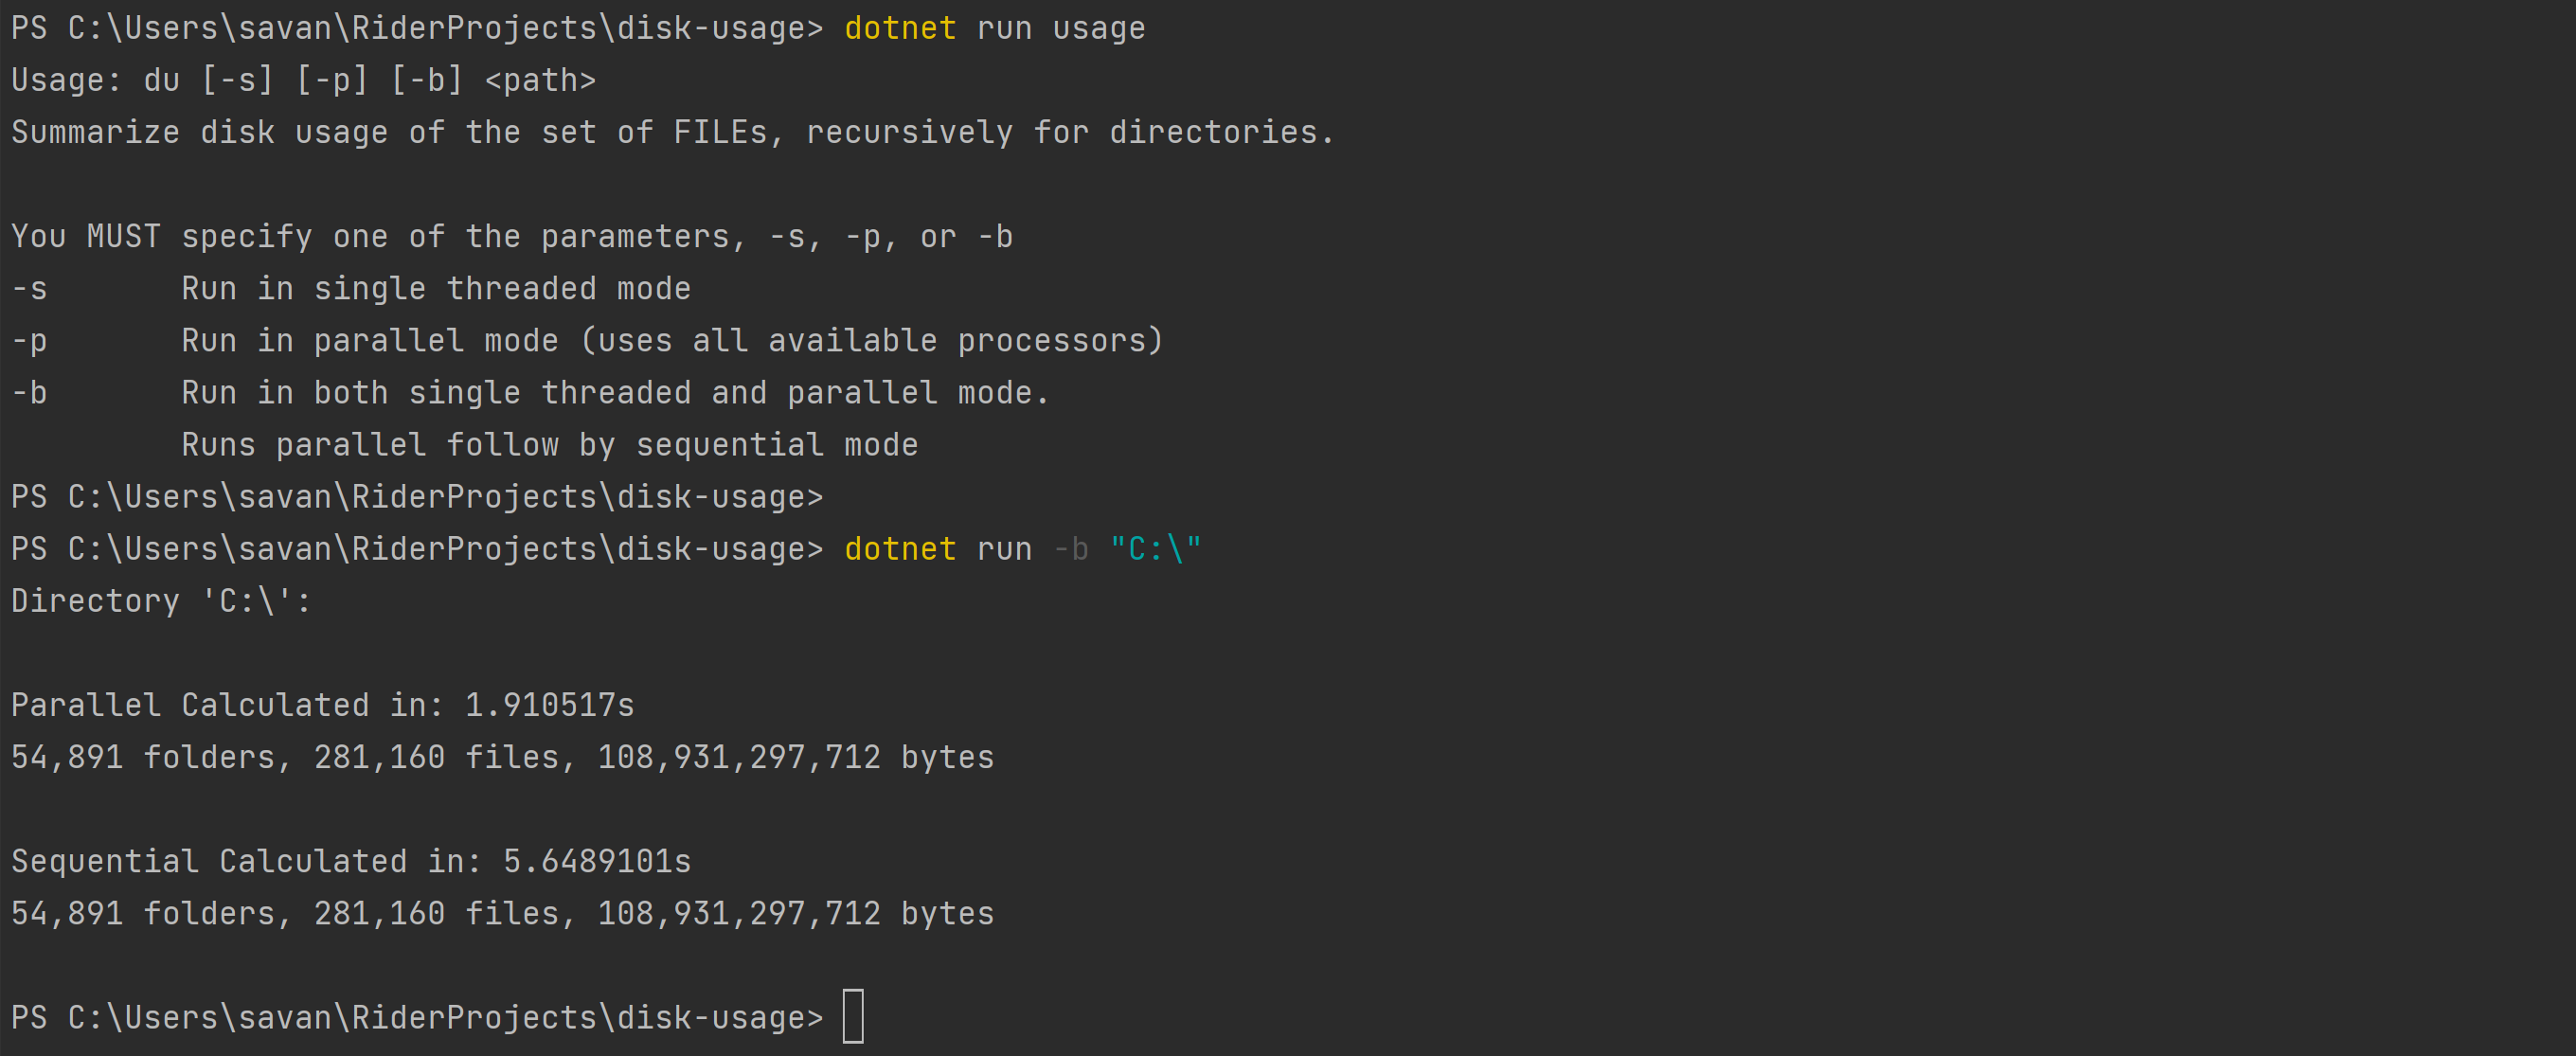 PS C:\Users\savan\RiderProjects\disk-usage> dotnet run usage
Usage: du [-s] [-p] [-b] <path>
Summarize disk usage of the set of FILEs, recursively for directories.
You MUST specify one of the parameters, -s, -p, or -b
-s       Run in single threaded mode
-p       Run in parallel mode (uses all available processors)
-b       Run in both single threaded and parallel mode.
         Runs parallel follow by sequential mode
PS C:\Users\savan\RiderProjects\disk-usage>
PS C:\Users\savan\RiderProjects\disk-usage> dotnet run -b "C:\"
Directory 'C:\':
Parallel Calculated in: 1.910517s
54,891 folders, 281,160 files, 108,931,297,712 bytes
Sequential Calculated in: 5.6489101s
54,891 folders, 281,160 files, 108,931,297,712 bytes
PS C:\Users\savan\RiderProjects\disk-usage>